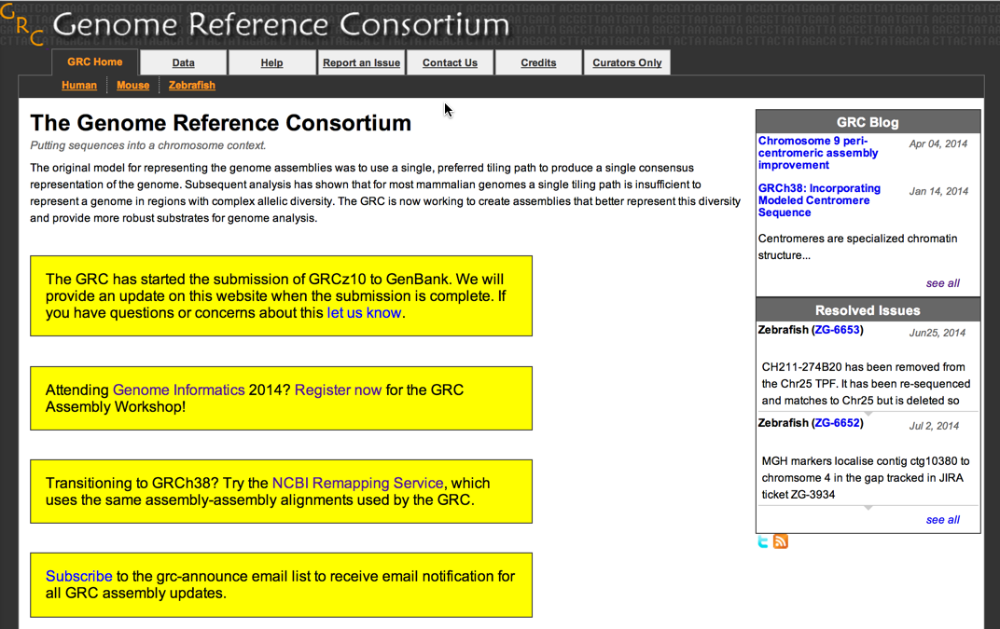 GRC
Genome Reference Consortium
GRC Home
Data
Help
Report an Issue
Contact Us
Credits
Curators Only
Human
Mouse
Zebrafish
The Genome Reference Consortium
Putting sequences into a chromosome context.
The original model for representing the genome assemblies was to use a single, preferred tiling path to produce a single consensus
representation of the genome. Subsequent analysis has shown that for most mammalian genomes a single tiling path is insufficient to
represent a genome in regions with complex allelic diversity. The GRC is now working to create assemblies that better represent this diversity
and provide more robust substrates for genome analysis.
The GRC has started the submission of GRCz10 to GenBank. We will
provide an update on this website when the submission is complete. If
you have questions or concerns about this let us know.
Attending Genome Informatics 2014? Register now for the GRC
Assembly Workshop!
Transitioning to GRCh38? Try the NCBI Remapping Service, which
uses the same assembly-assembly alignments used by the GRC.
Subscribe to the grc-announce email list to receive email notification for
all GRC assembly updates.
GRC Blog
Chromosome 9 peri-
centromeric assembly
improvement
Apr 04, 2014
GRCh38: Incorporating
Modeled Centromere
Sequence
Jan 14, 2014
Centromeres are specialized chromatin
structure...
see all
Resolved Issues
Zebrafish (ZG-6653)
Jun25, 2014
CH211-274B20 has been removed from
the Chr25 TPF. It has been re-sequenced
and matches to Chr25 but is deleted so
Zebrafish (ZG-6652)
Jul 2, 2014
MGH markers localise contig ctg10380 to
chromsome 4 in the gap tracked in JIRA
ticket ZG-3934
see all